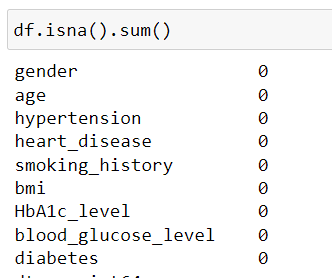 df.isna().sum()
gender 0
age 0
hypertension 0
heart_disease 0
smoking_history 0
bmi 0
HbA1c_level 0
blood_glucose_level 0
diabetes 0